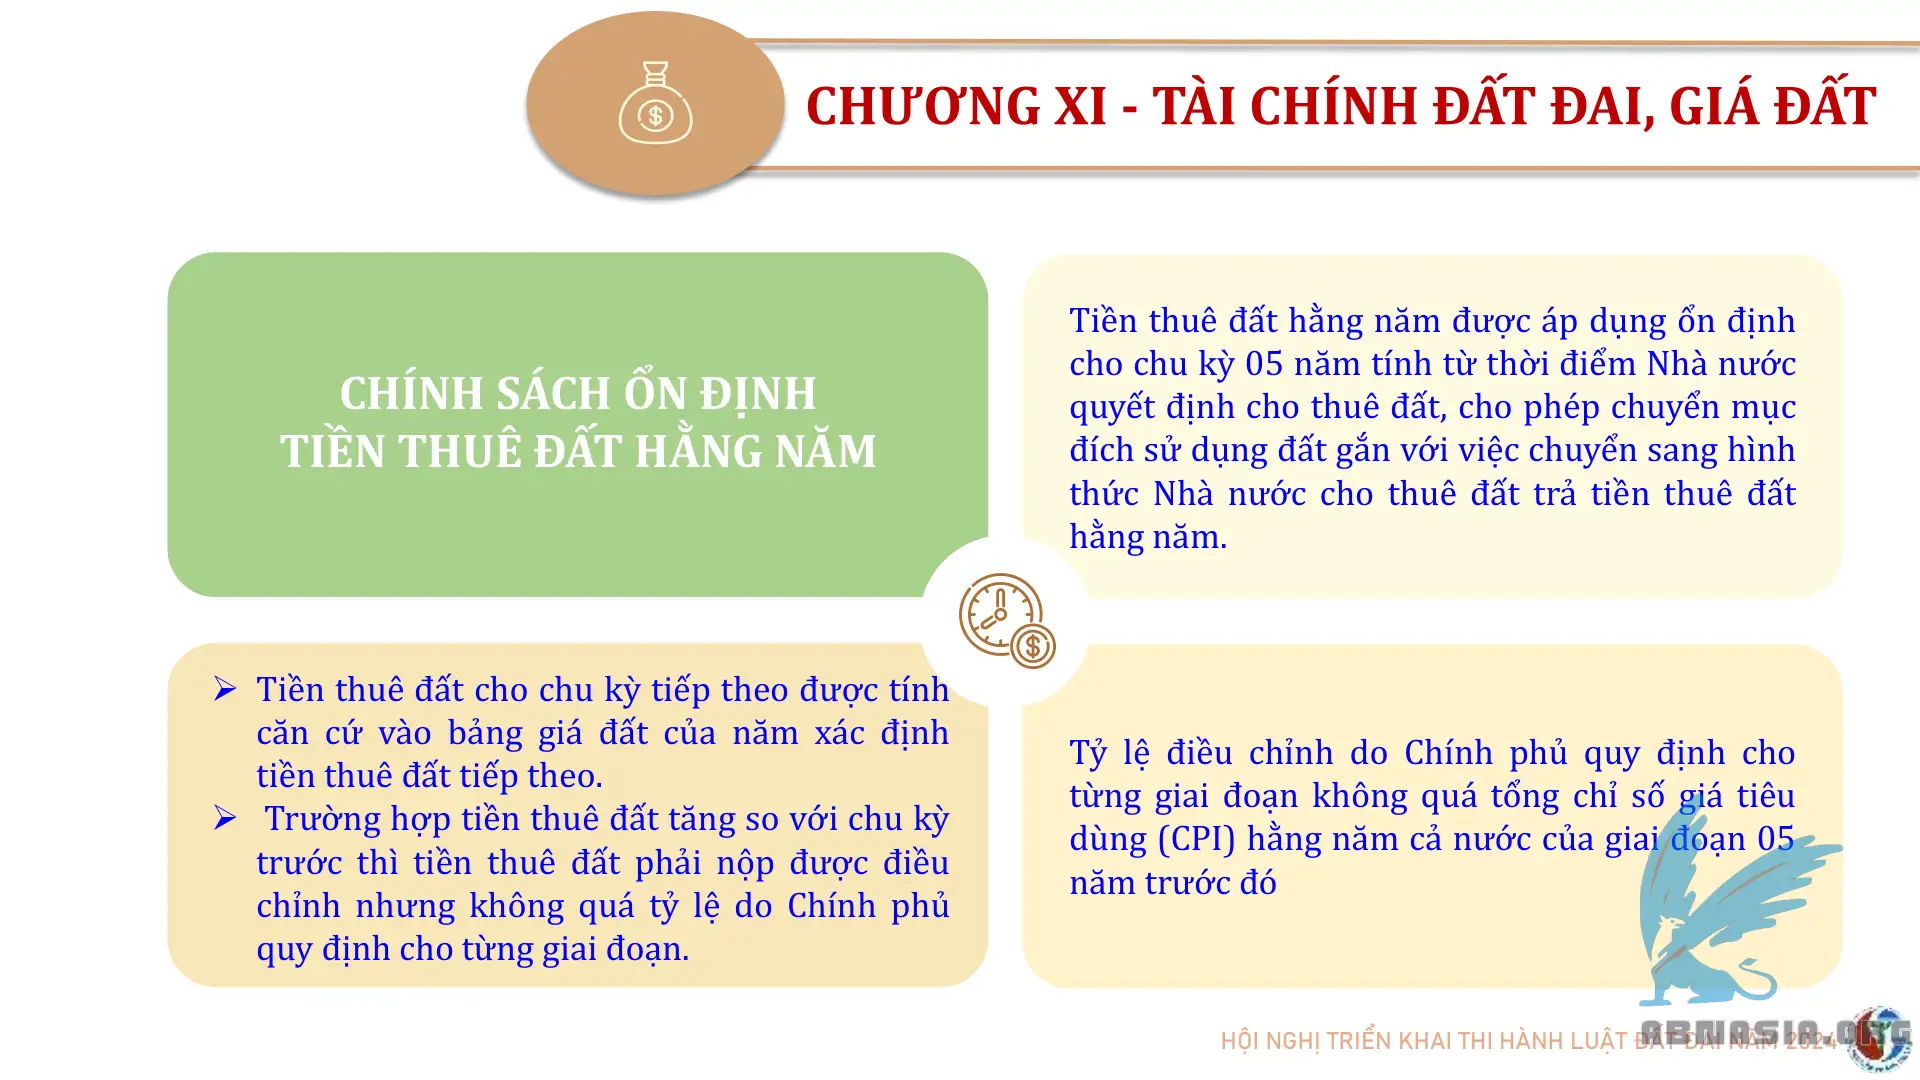 CHƯƠNG XI - TÀI CHÍNH ĐẤT ĐAI, GIÁ ĐẤT
CHÍNH SÁCH ỔN ĐỊNH
TIỀN THUÊ ĐẤT HẰNG NĂM
Tiền thuê đất hằng năm được áp dụng ổn định
cho chu kỳ 05 năm tính từ thời điểm Nhà nước
quyết định cho thuê đất, cho phép chuyển mục
đích sử dụng đất gắn với việc chuyển sang hình
thức Nhà nước cho thuê đất trả tiền thuê đất
hằng năm.
➢ Tiền thuê đất cho chu kỳ tiếp theo được tính
căn cứ vào bảng giá đất của năm xác định
tiền thuê đất tiếp theo.
➢ Trường hợp tiền thuê đất tăng so với chu kỳ
trước thì tiền thuê đất phải nộp được điều
chỉnh nhưng không quá tỷ lệ do Chính phủ
quy định cho từng giai đoạn.
Tỷ lệ điều chỉnh do Chính phủ quy định cho
từng giai đoạn không quá tổng chỉ số giá tiêu
dùng (CPI) hằng năm cả nước của giai đoạn 05
năm trước đó
HỘI NGHỊ TRIỂN KHAI THI HÀNH LUẬT ĐẤT ĐAI NĂM 2024
ABMASIA.ORG